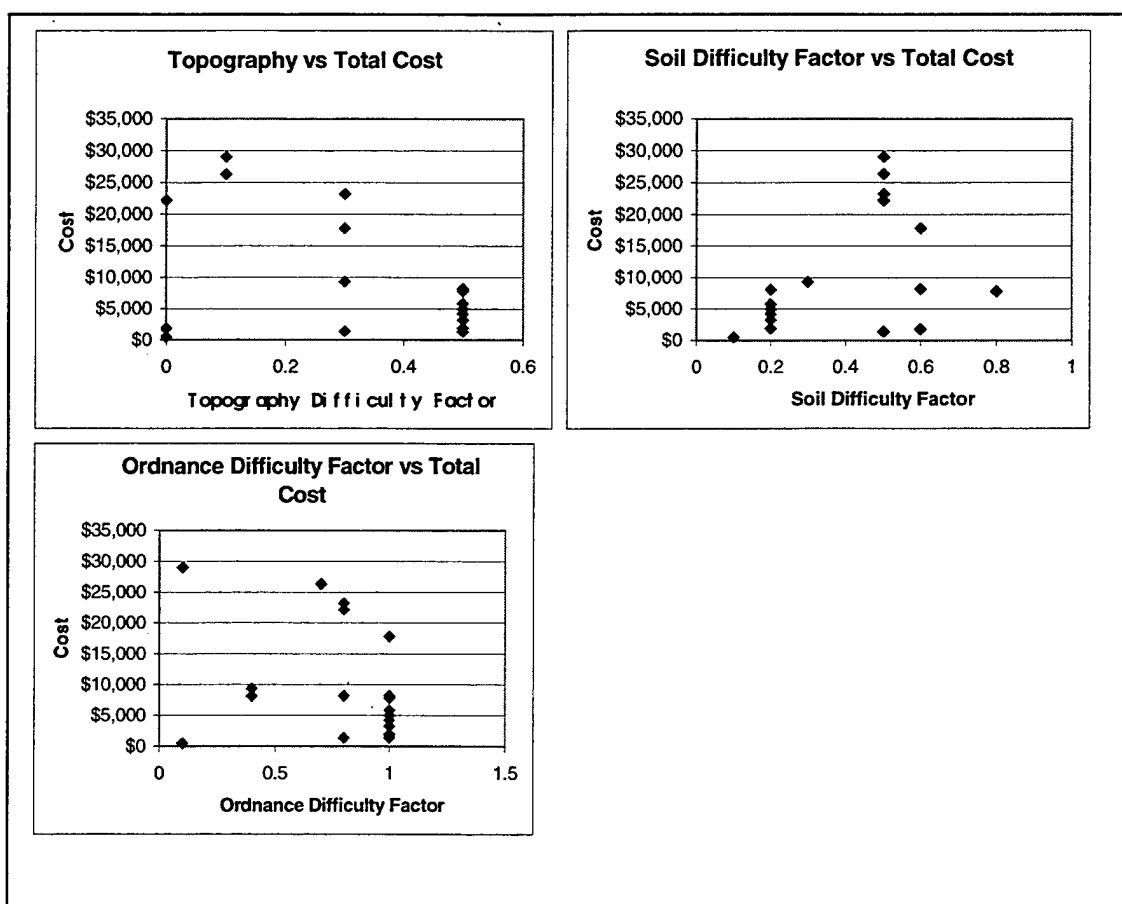 Topography vs Total Cost
$35,000
$30,000
$25,000
$20,000
$15,000
$10,000
$5,000
$0
Cost
0 0.2 0.4 0.6
Topography Difficulty Factor
Soil Difficulty Factor vs Total Cost
$35,000
$30,000
$25,000
$20,000
$15,000
$10,000
$5,000
$0
Cost
0 0.2 0.4 0.6 0.8 1
Soil Difficulty Factor
Ordnance Difficulty Factor vs Total
Cost
$35,000
$30,000
$25,000
$20,000
$15,000
$10,000
$5,000
$0
Cost
0 0.5 1 1.5
Ordnance Difficulty Factor